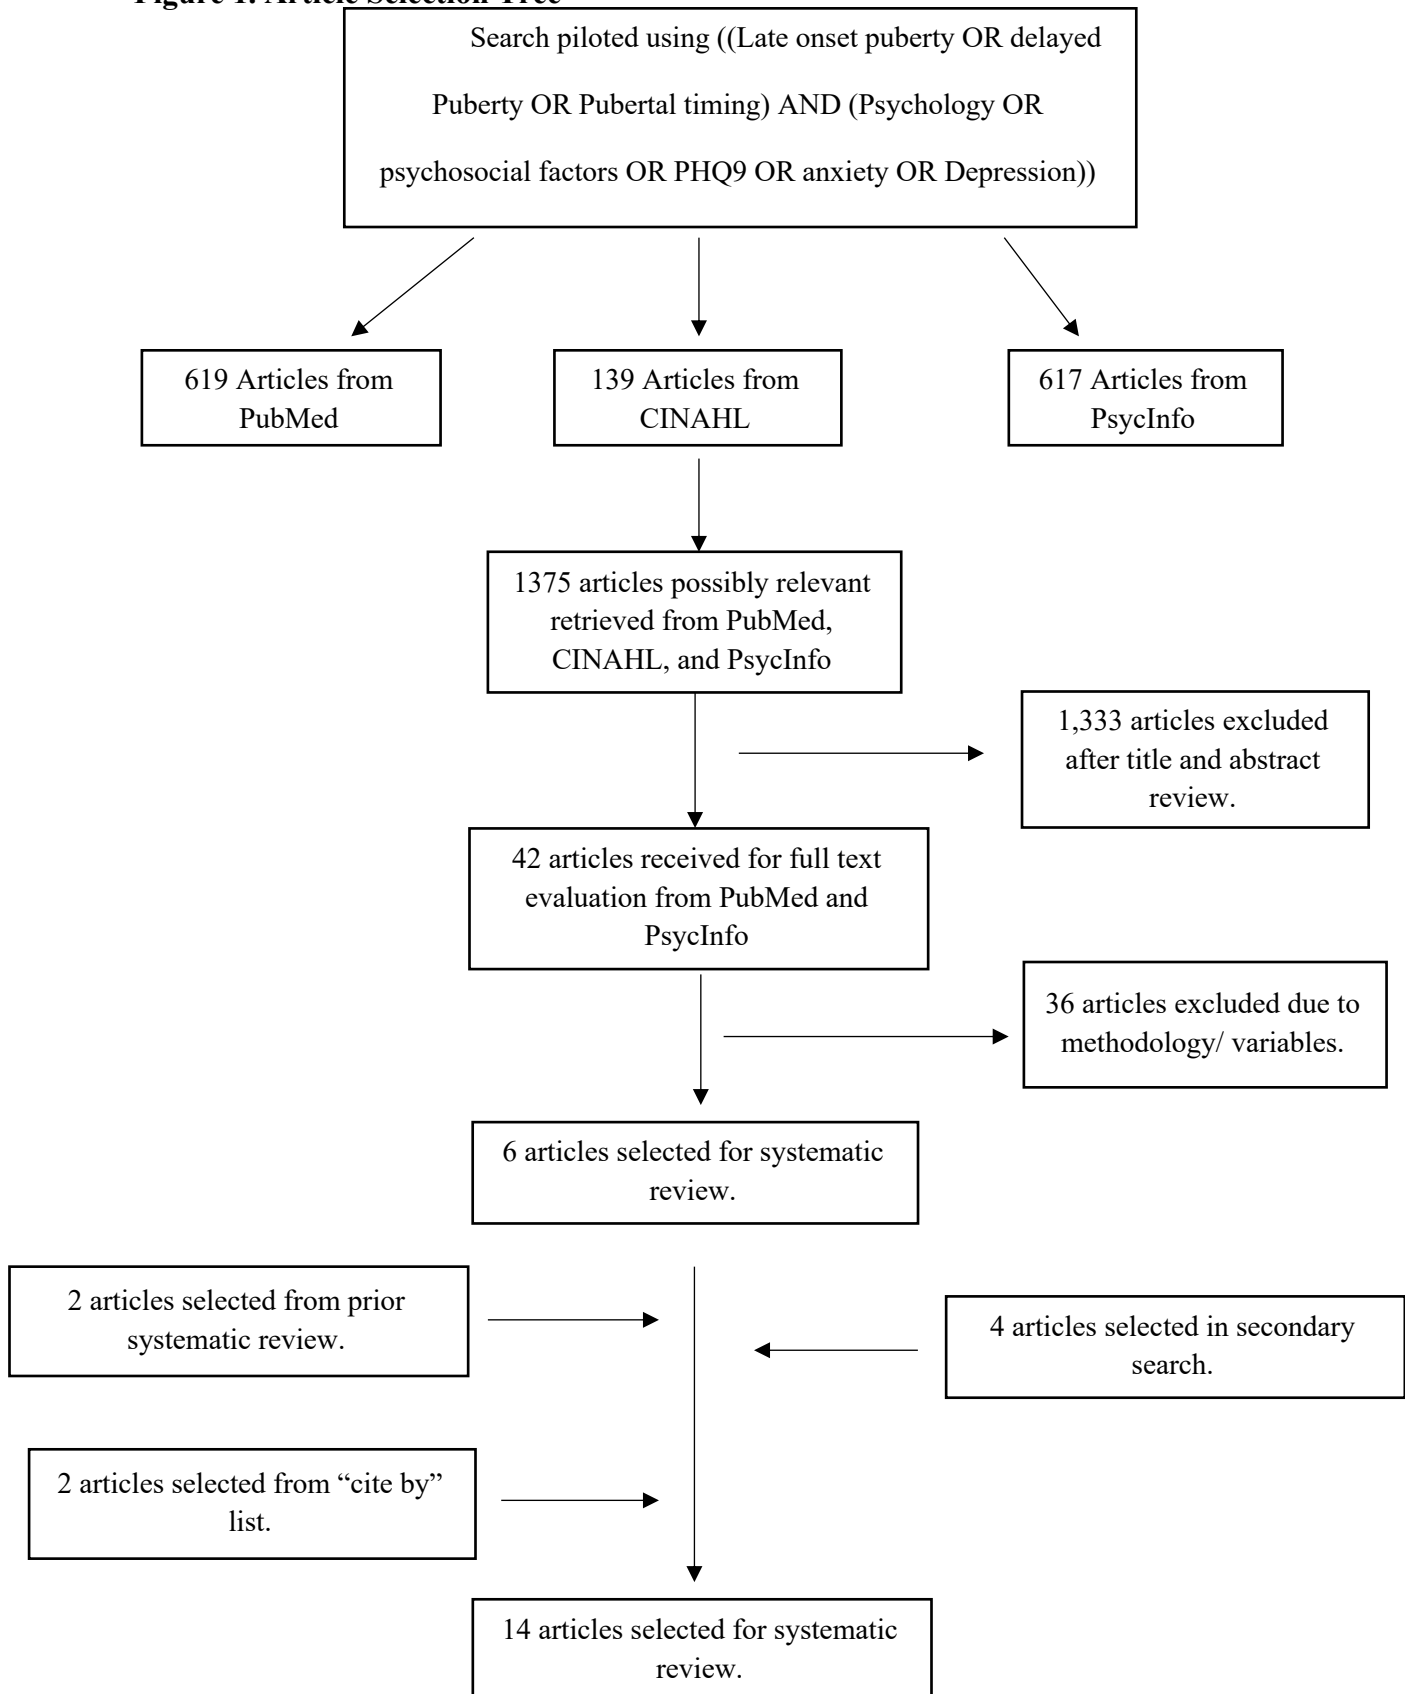 Figure 1. Article Selection Tree
Search piloted using ((Late onset puberty OR delayed
Puberty OR Pubertal timing) AND (Psychology OR
psychosocial factors OR PHQ9 OR anxiety OR Depression))
619 Articles from
PubMed
139 Articles from
CINAHL
617 Articles from
PsycInfo
1375 articles possibly relevant
retrieved from PubMed,
CINAHL, and PsycInfo
1,333 articles excluded
after title and abstract
review.
42 articles received for full text
evaluation from PubMed and
PsycInfo
36 articles excluded due to
methodology/ variables.
6 articles selected for systematic
review.
2 articles selected from prior
systematic review.
4 articles selected in secondary
search.
2 articles selected from “cite by”
list.
14 articles selected for systematic
review.